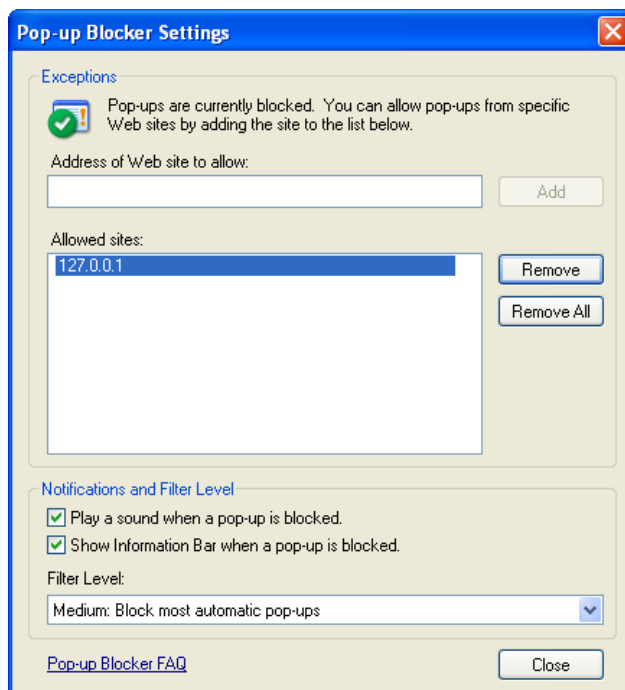 Pop-up Blocker Settings
Exceptions
Pop-ups are currently blocked. You can allow pop-ups from specific
Web sites by adding the site to the list below.
Address of Web site to allow:
Add
Allowed sites:
127.0.0.1
Remove
Remove All
Notifications and Filter Level
Play a sound when a pop-up is blocked.
Show Information Bar when a pop-up is blocked.
Filter Level:
Medium: Block most automatic pop-ups
Pop-up Blocker FAQ
Close